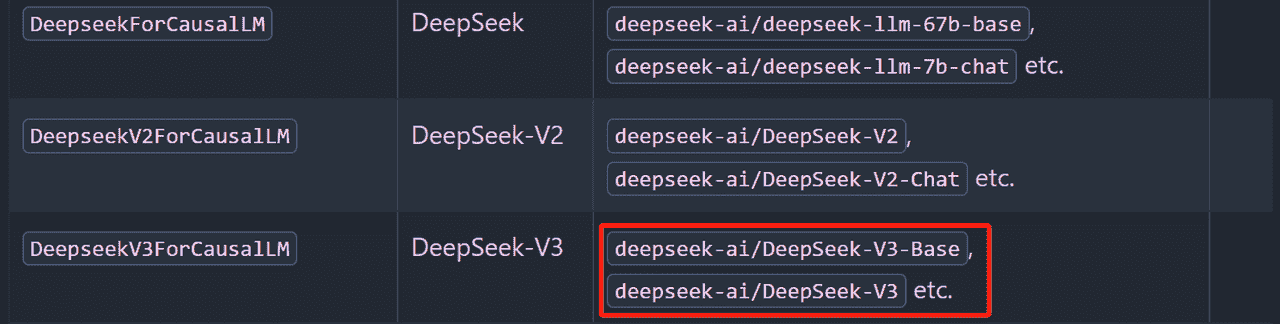 DeepseekForCausalLM DeepSeek deepseek-ai/deepseek-llm-67b-base,
deepseek-ai/deepseek-llm-7b-chat etc.
DeepseekV2ForCausalLM DeepSeek-V2 deepseek-ai/DeepSeek-V2,
deepseek-ai/DeepSeek-V2-Chat etc.
DeepseekV3ForCausalLM DeepSeek-V3 deepseek-ai/DeepSeek-V3-Base,
deepseek-ai/DeepSeek-V3 etc.